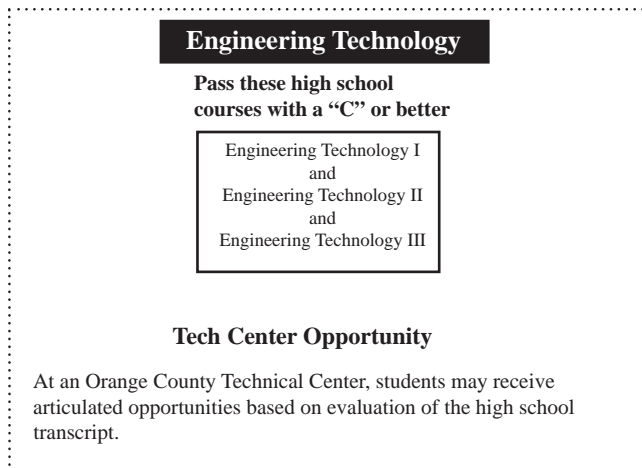 Engineering Technology
Pass these high school
courses with a “C” or better
Engineering Technology I
and
Engineering Technology II
and
Engineering Technology III
Tech Center Opportunity
At an Orange County Technical Center, students may receive
articulated opportunities based on evaluation of the high school
transcript.